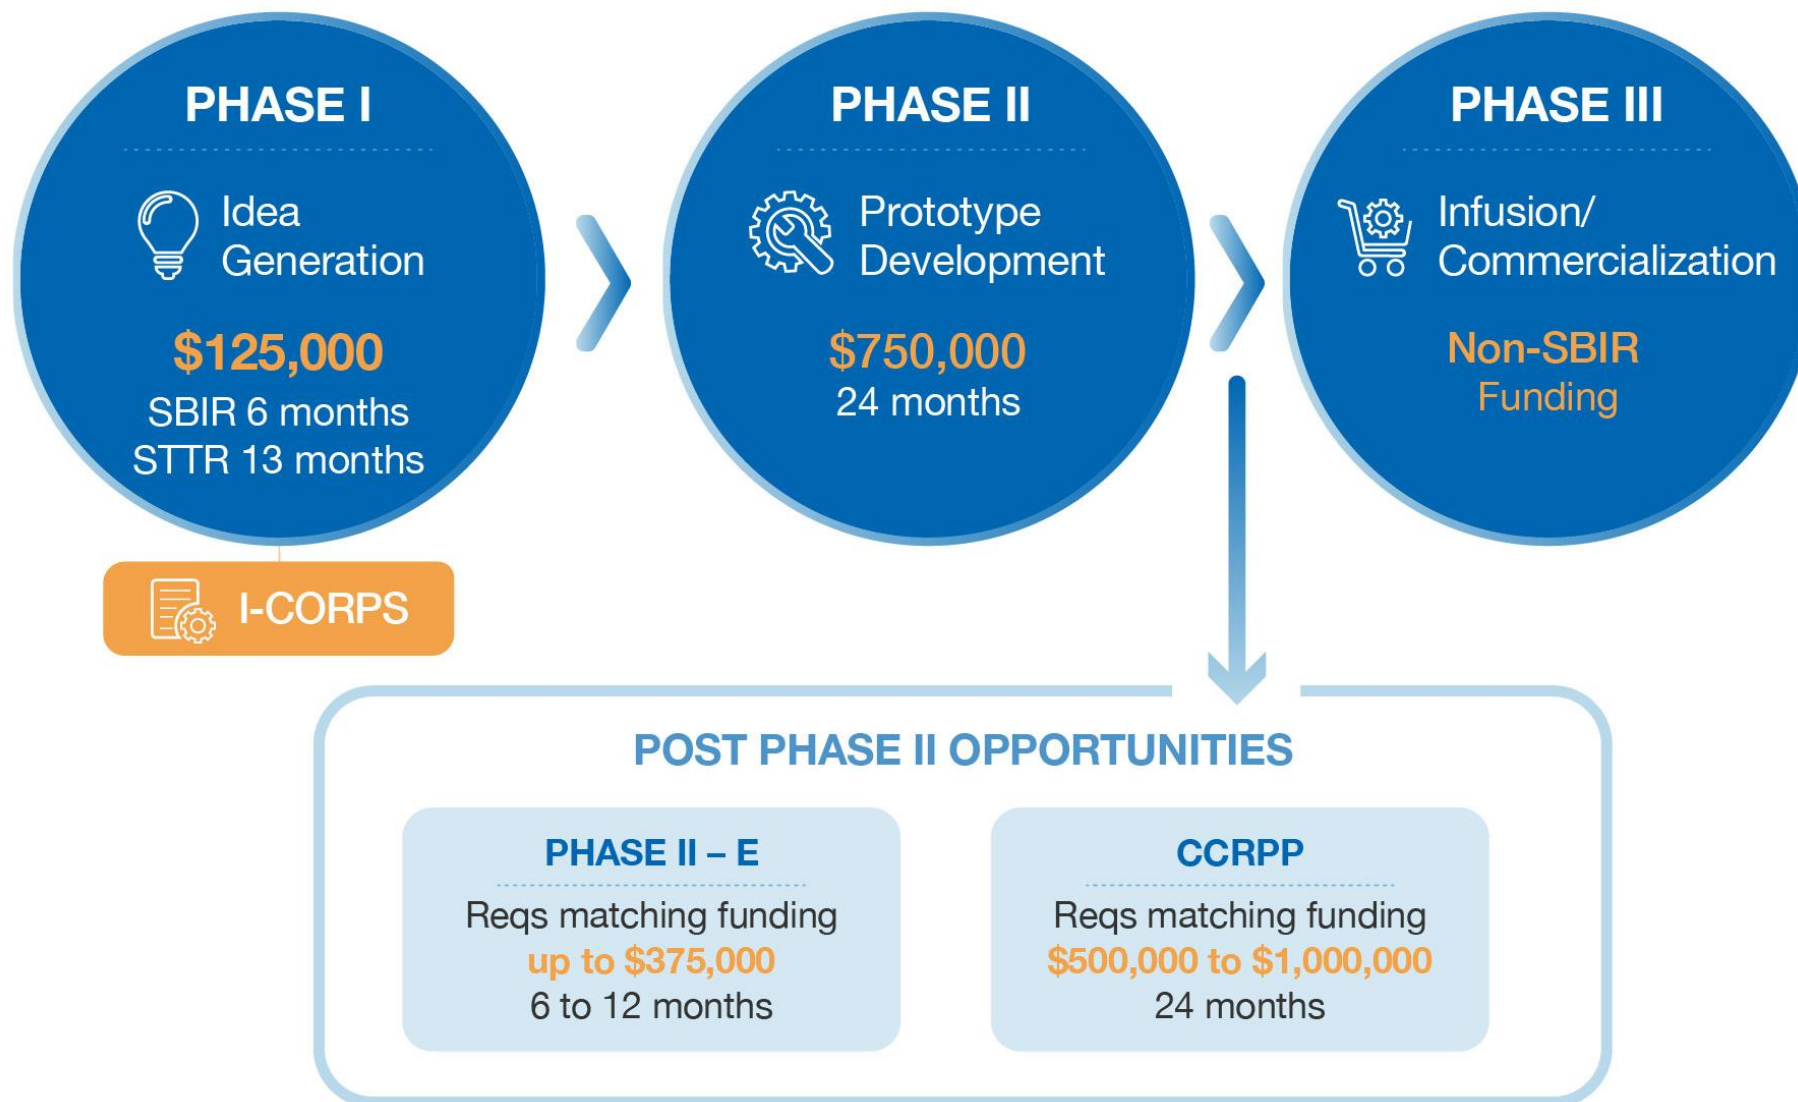 PHASE I
Idea
Generation
$125,000
SBIR 6 months
STTR 13 months
I-CORPS
PHASE II
Prototype
Development
$750,000
24 months
PHASE III
Infusion/
Commercialization
Non-SBIR
Funding
POST PHASE II OPPORTUNITIES
PHASE II – E
Reqs matching funding
up to $375,000
6 to 12 months
CCRPP
Reqs matching funding
$500,000 to $1,000,000
24 months